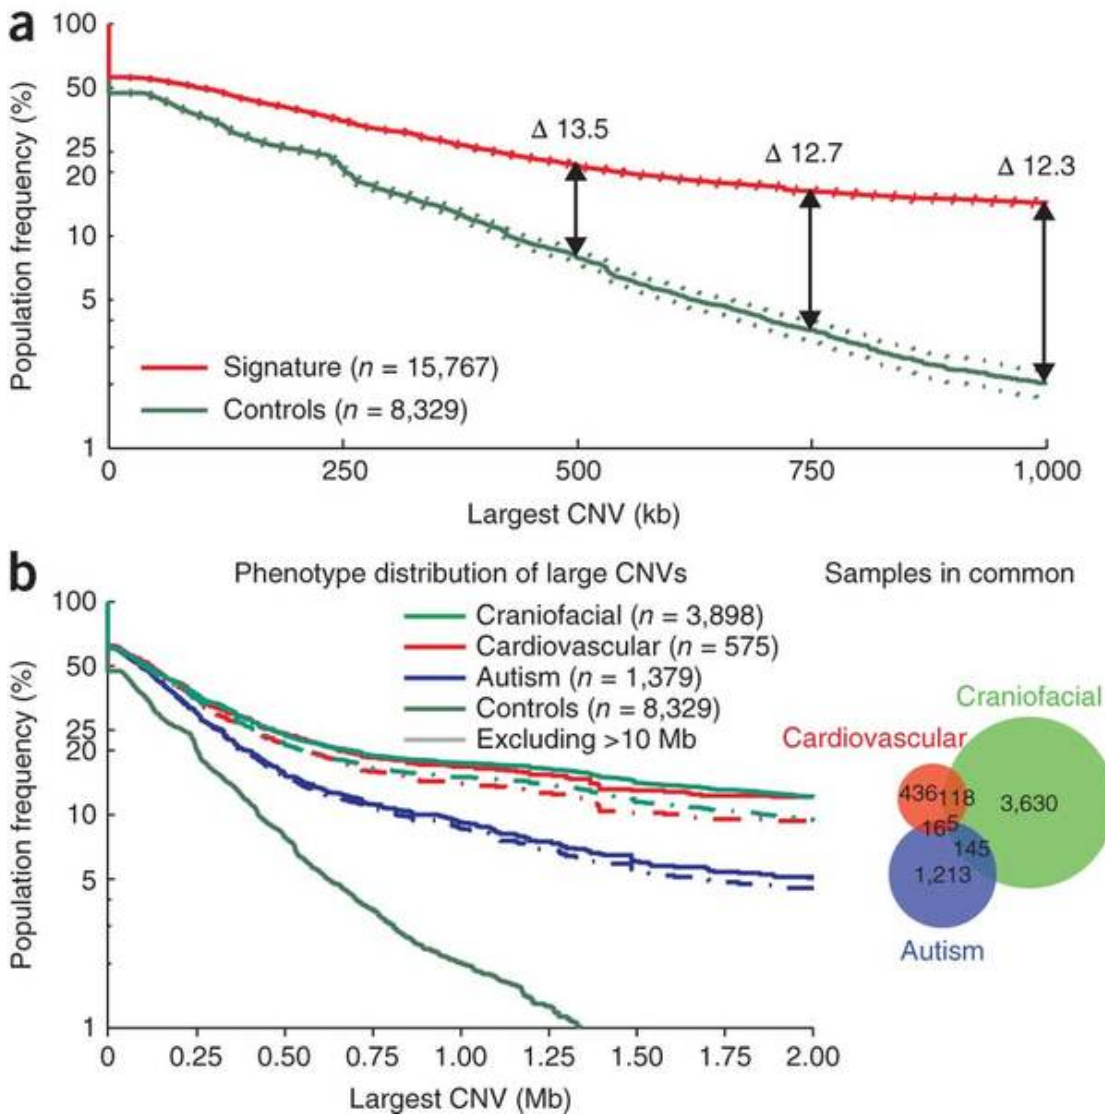 a
Population frequency (%)
100
50
25
20
10
5
1
Δ 13.5
Δ 12.7
Δ 12.3
Signature (n = 15,767)
Controls (n = 8,329)
0 250 500 750 1,000
Largest CNV (kb)
b
Phenotype distribution of large CNVs
Population frequency (%)
100
50
25
20
10
5
1
Craniofacial (n = 3,898)
Cardiovascular (n = 575)
Autism (n = 1,379)
Controls (n = 8,329)
Excluding >10 Mb
0 0.25 0.50 0.75 1.00 1.25 1.50 1.75 2.00
Largest CNV (Mb)
Samples in common
Craniofacial
Cardiovascular
436 118 3,630
16 5
145
1,213
Autism